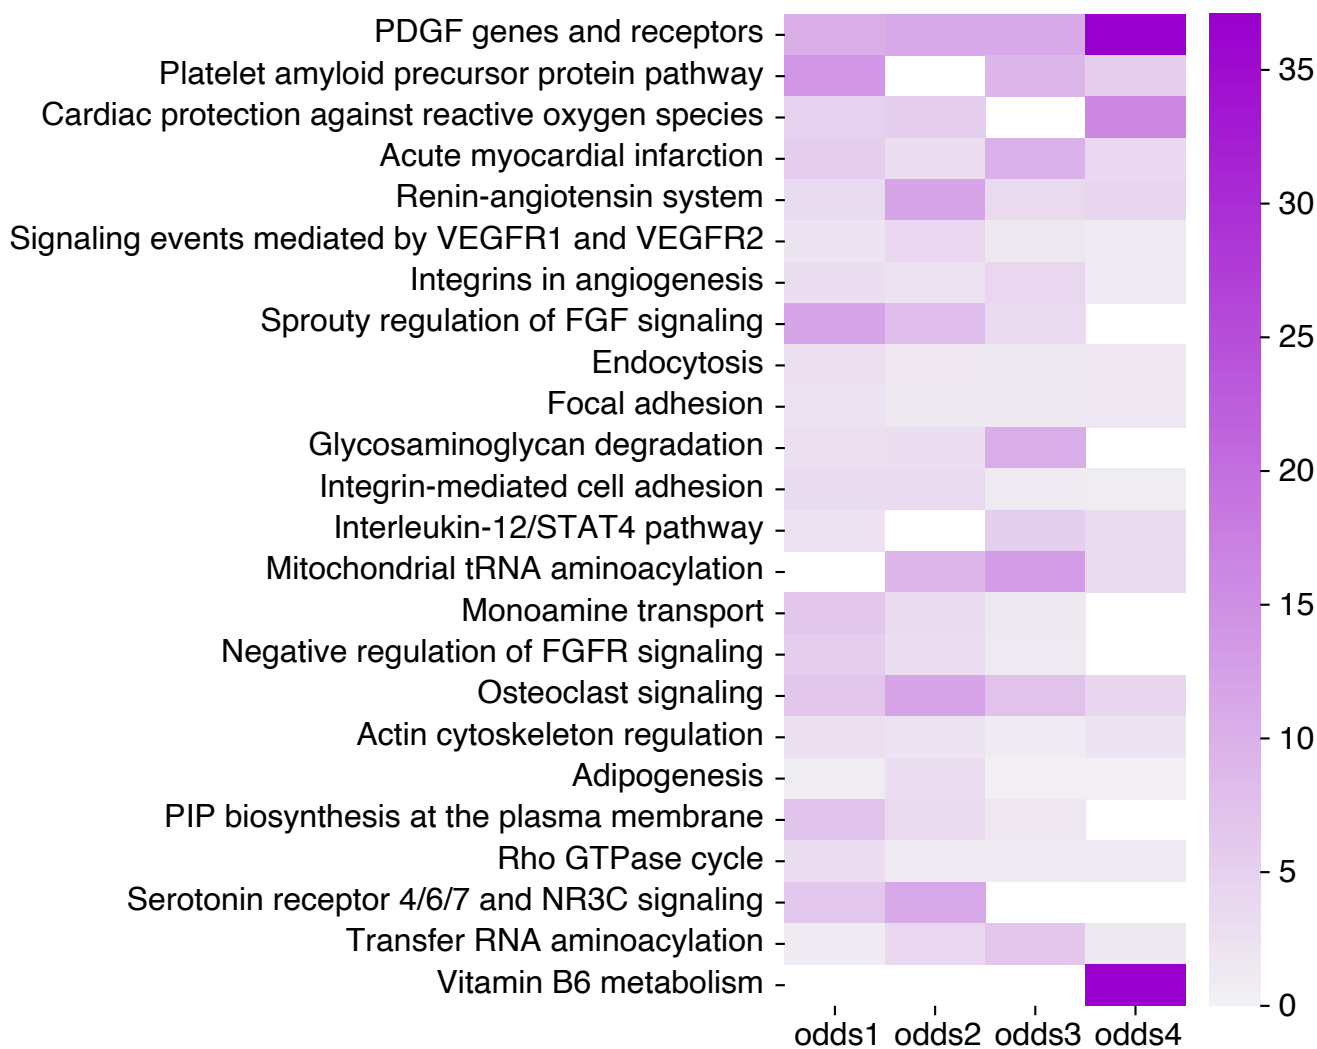 PDGF genes and receptors
Platelet amyloid precursor protein pathway
Cardiac protection against reactive oxygen species
Acute myocardial infarction
Renin-angiotensin system
Signaling events mediated by VEGFR1 and VEGFR2
Integrins in angiogenesis
Sprouty regulation of FGF signaling
Endocytosis
Focal adhesion
Glycosaminoglycan degradation
Integrin-mediated cell adhesion
Interleukin-12/STAT4 pathway
Mitochondrial tRNA aminoacylation
Monoamine transport
Negative regulation of FGFR signaling
Osteoclast signaling
Actin cytoskeleton regulation
Adipogenesis
PIP biosynthesis at the plasma membrane
Rho GTPase cycle
Serotonin receptor 4/6/7 and NR3C signaling
Transfer RNA aminoacylation
Vitamin B6 metabolism
odds1 odds2 odds3 odds4
35
30
25
20
15
10
5
0